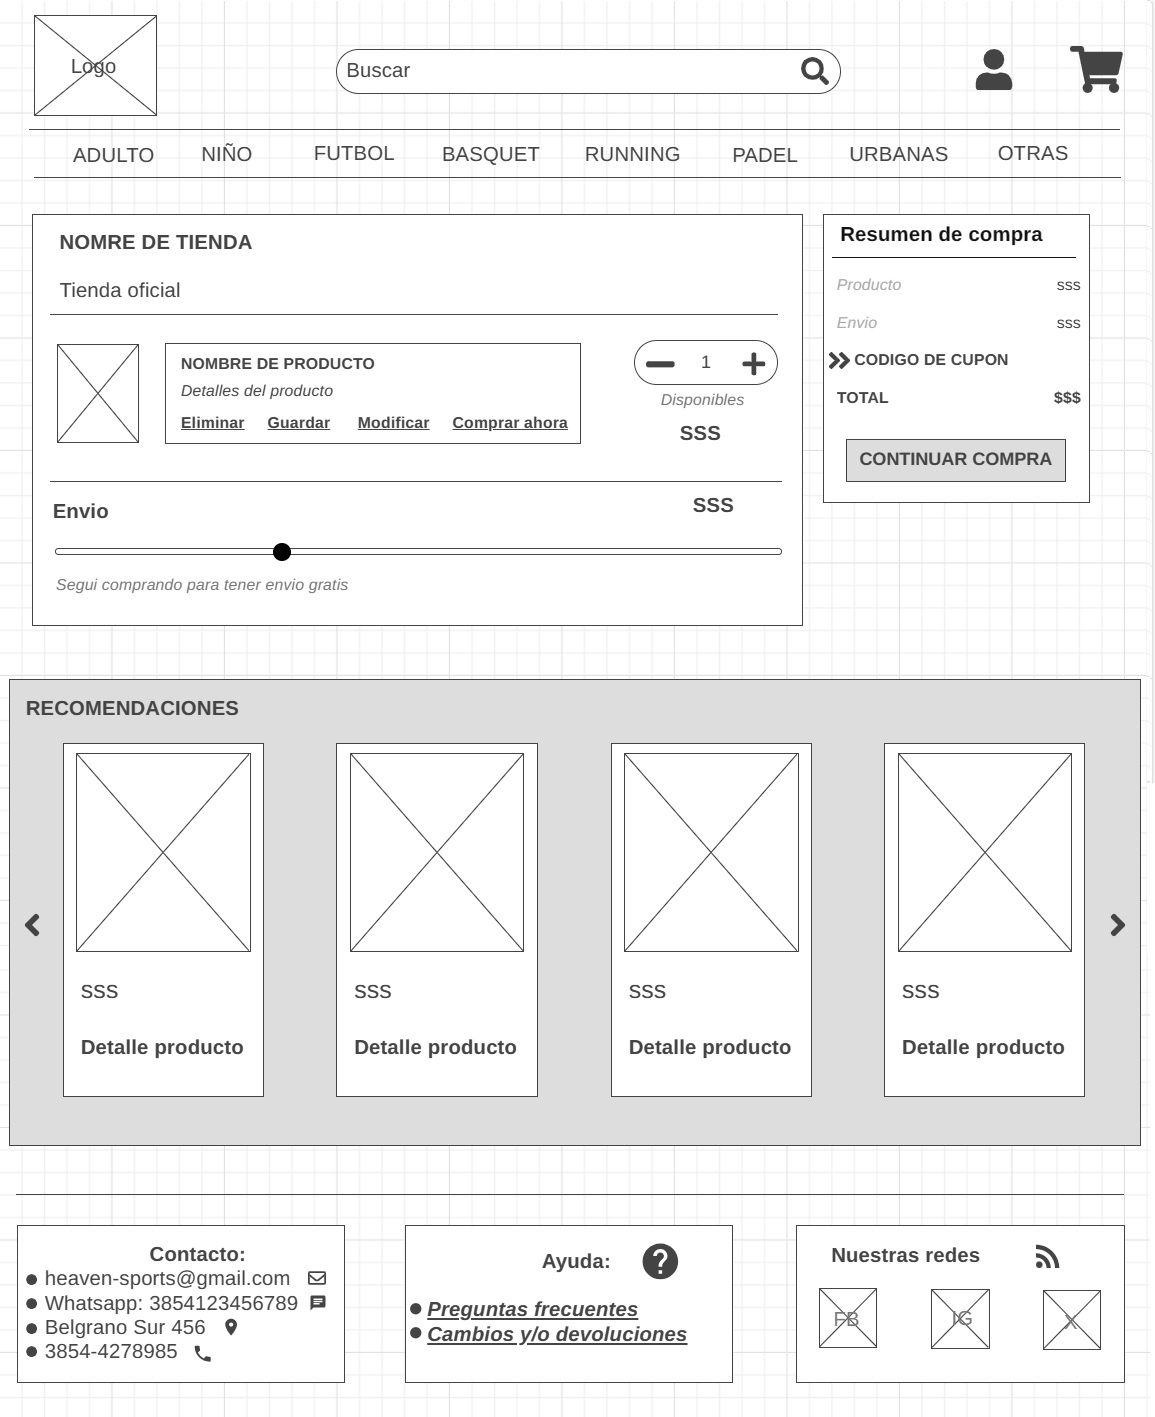 Logo
Buscar
ADULTO NIÑO FUTBOL BASQUET RUNNING PADEL URBANAS OTRAS
NOMRE DE TIENDA
Tienda oficial
NOMBRE DE PRODUCTO
Detalles del producto
Eliminar Guardar Modificar Comprar ahora
1
Disponibles
SSS
Envio SSS
Segui comprando para tener envio gratis
Resumen de compra
Producto sss
Envio sss
CODIGO DE CUPON
TOTAL $$$
CONTINUAR COMPRA
RECOMENDACIONES
SSS SSS SSS SSS
Detalle producto Detalle producto Detalle producto Detalle producto
Contacto:
heaven-sports@gmail.com
Whatsapp: 3854123456789
Belgrano Sur 456
3854-4278985
Ayuda:
Preguntas frecuentes
Cambios y/o devoluciones
Nuestras redes
FB IG X